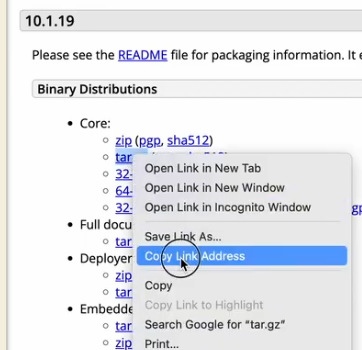 10.1.19
Please see the README file for packaging information. It
Binary Distributions
Core:
zip (pgp, sha512)
tar.
32-
64-
32-
Full docu
tar
Deployer
zip
tar
Embedde
tar
zip
Open Link in New Tab
Open Link in New Window
Open Link in Incognito Window
Save Link As...
Copy Link Address
Copy
Copy Link to Highlight
Search Google for “tar.gz”
Print...